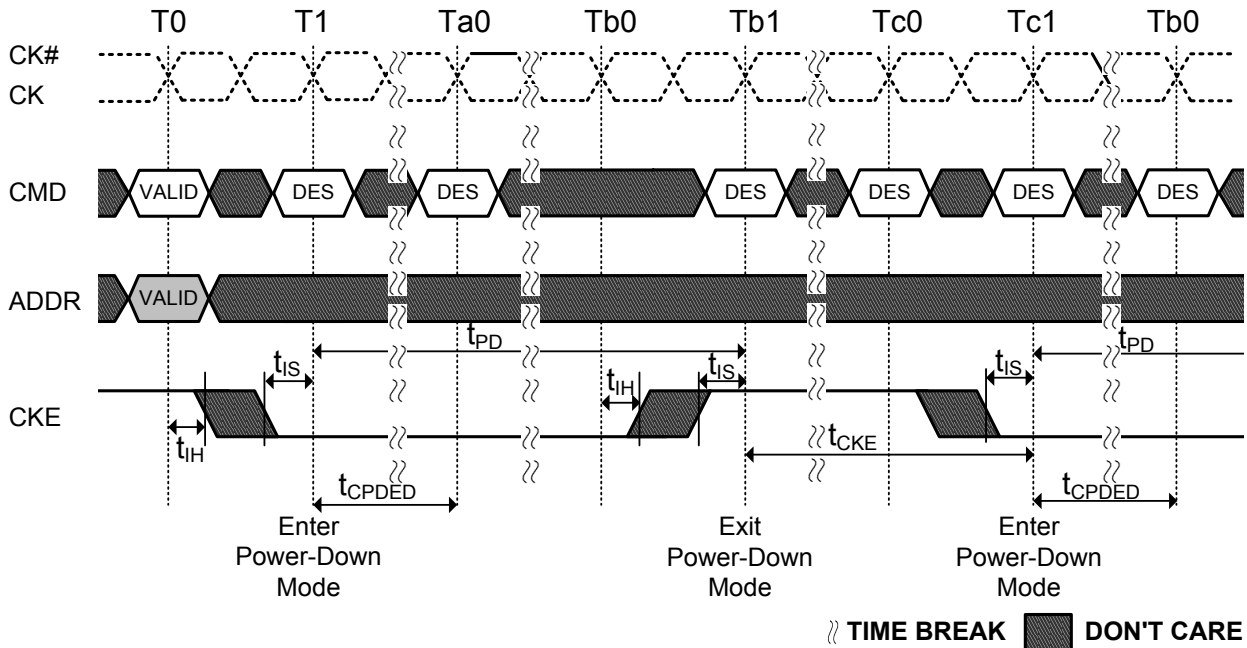 T0 T1 Ta0 Tb0 Tb1 Tc0 Tc1 Tb0
CK#
CK
CMD VALID DES DES DES DES DES DES
ADDR VALID
tPD tPD
tIS tIH tIS tIS
CKE
tIH tCKE
tCPDED tCPDED
Enter
Power-Down
Mode
Exit
Power-Down
Mode
Enter
Power-Down
Mode
TIME BREAK DON'T CARE